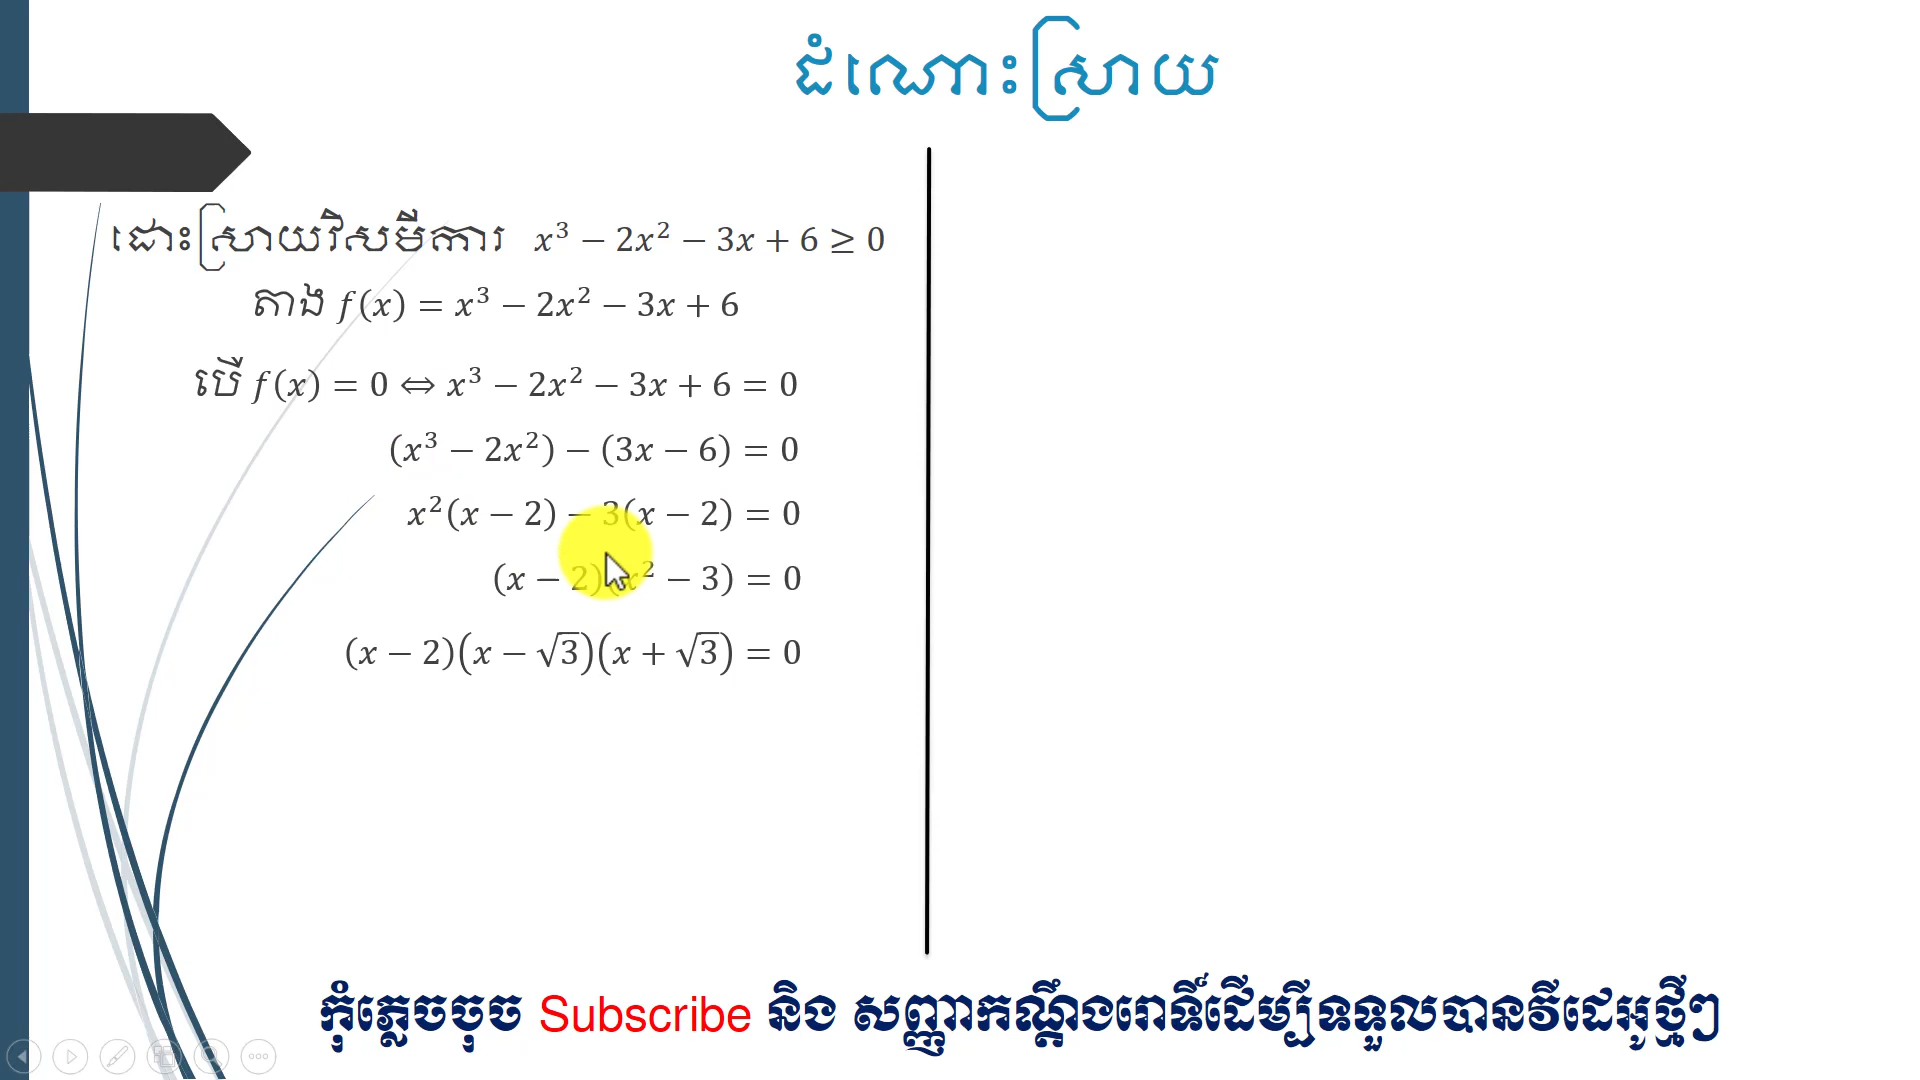 ដំណោះស្រាយ
ដោះស្រាយវិសមីការ x³ − 2x² − 3x + 6 ≥ 0
តាង f(x) = x³ − 2x² − 3x + 6
បើ f(x) = 0 ⇔ x³ − 2x² − 3x + 6 = 0
(x³ − 2x²) − (3x − 6) = 0
x²(x − 2) − 3(x − 2) = 0
(x − 2)(x² − 3) = 0
(x − 2)(x − √3)(x + √3) = 0
កុំភ្លេចចុច Subscribe និង សញ្ញាកណ្ដឹងរោទិ៍ដើម្បីទទួលបានវីដេអូថ្មីៗ